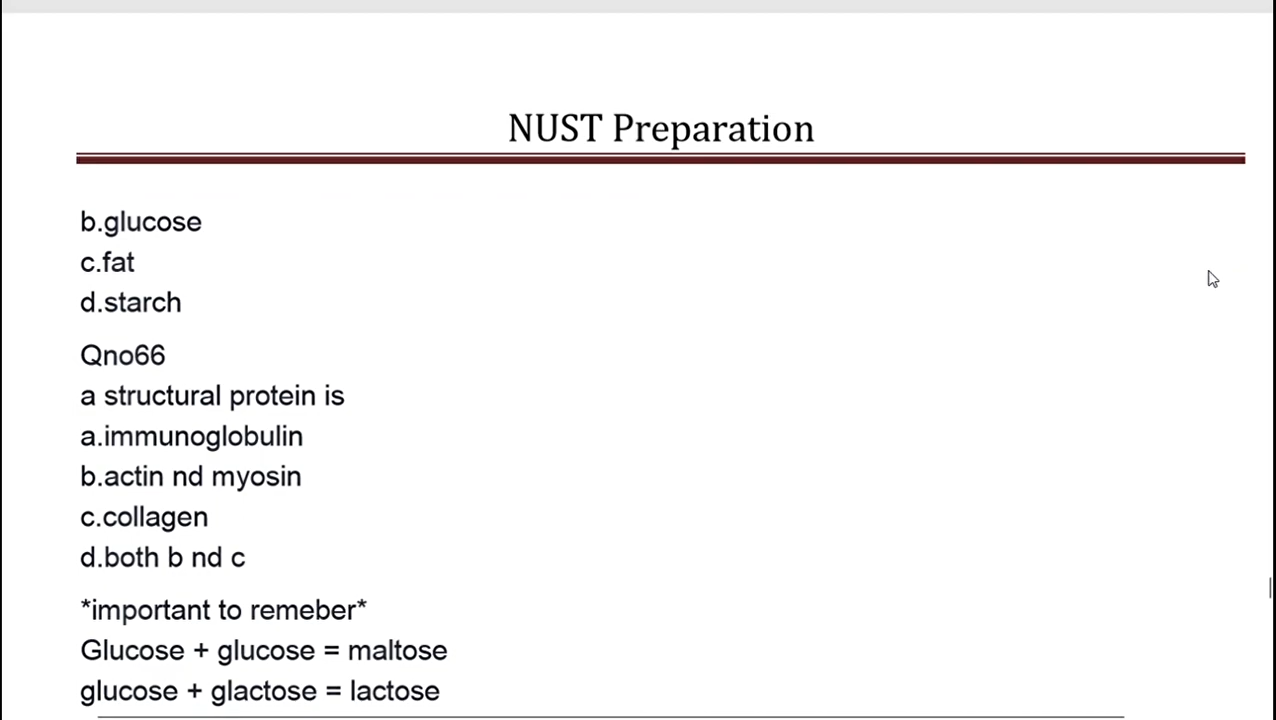 NUST Preparation
b.glucose
c.fat
d.starch
Qno66
a structural protein is
a.immunoglobulin
b.actin nd myosin
c.collagen
d.both b nd c
*important to remeber*
Glucose + glucose = maltose
glucose + glactose = lactose